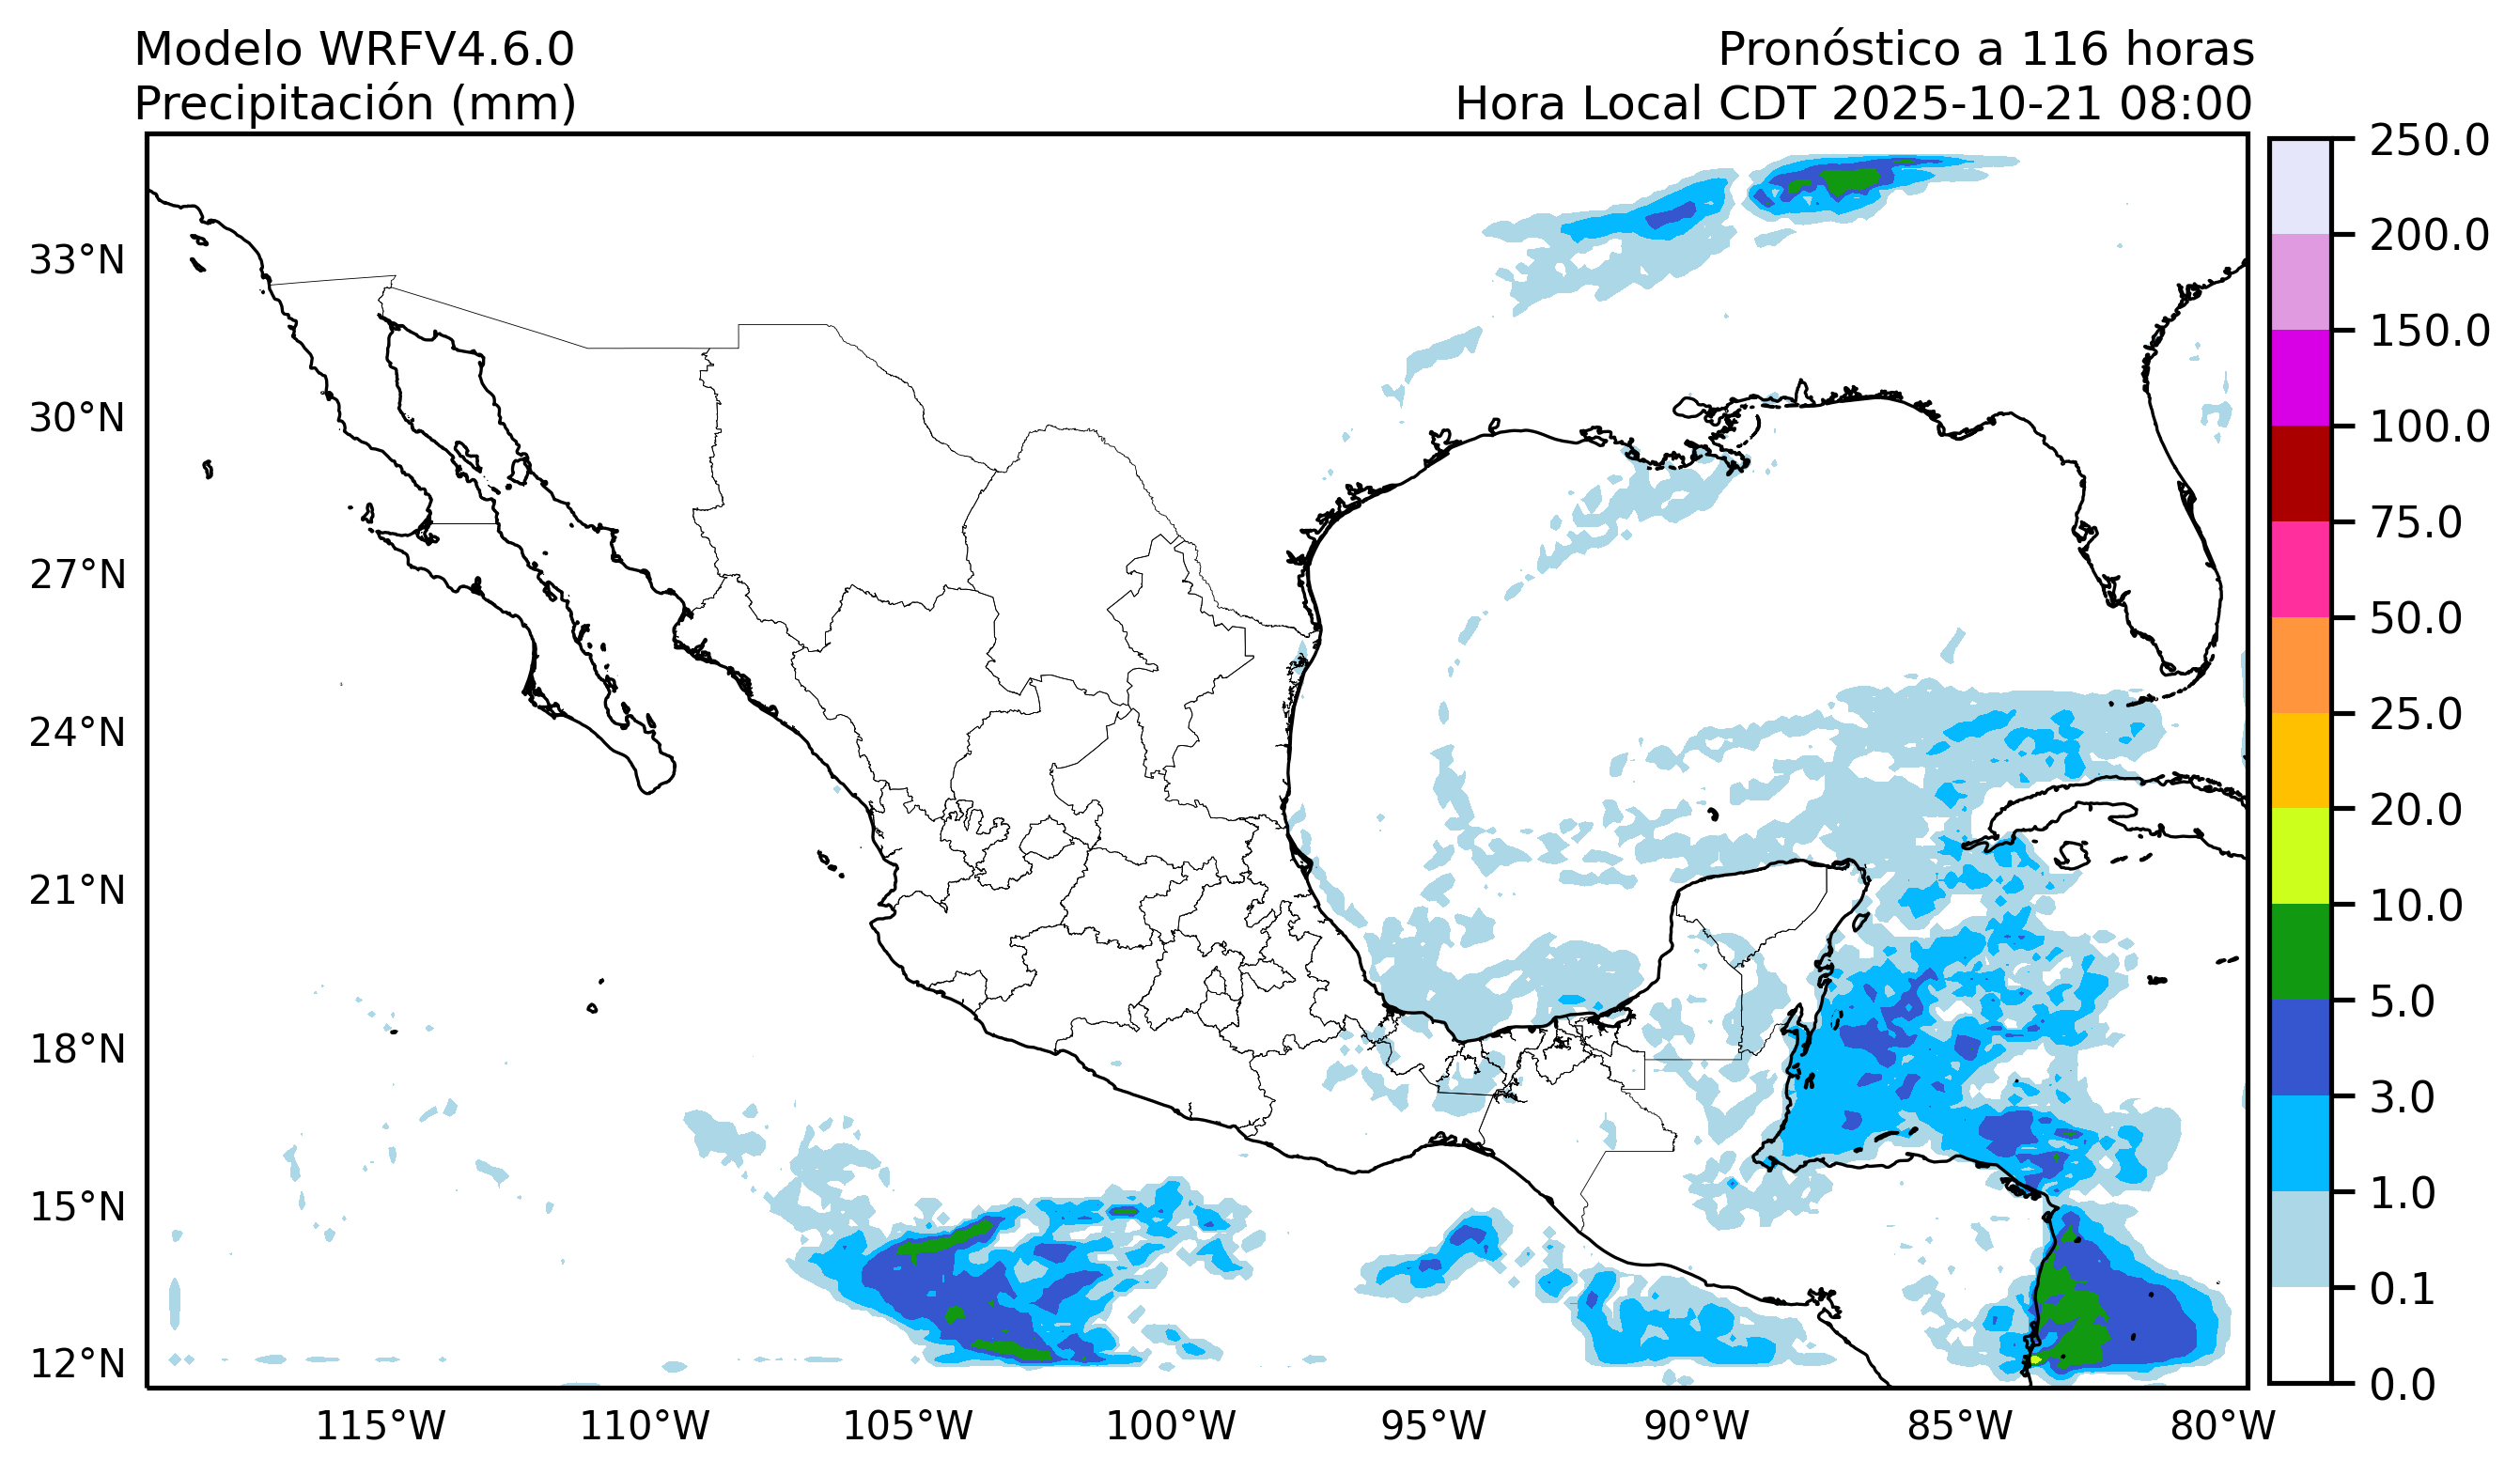 Modelo WRFV4.6.0
Precipitación (mm)
Pronóstico a 116 horas
Hora Local CDT 2025-10-21 08:00
33°N
30°N
27°N
24°N
21°N
18°N
15°N
12°N
115°W
110°W
105°W
100°W
95°W
90°W
85°W
80°W
250.0
200.0
150.0
100.0
75.0
50.0
25.0
20.0
10.0
5.0
3.0
1.0
0.1
0.0